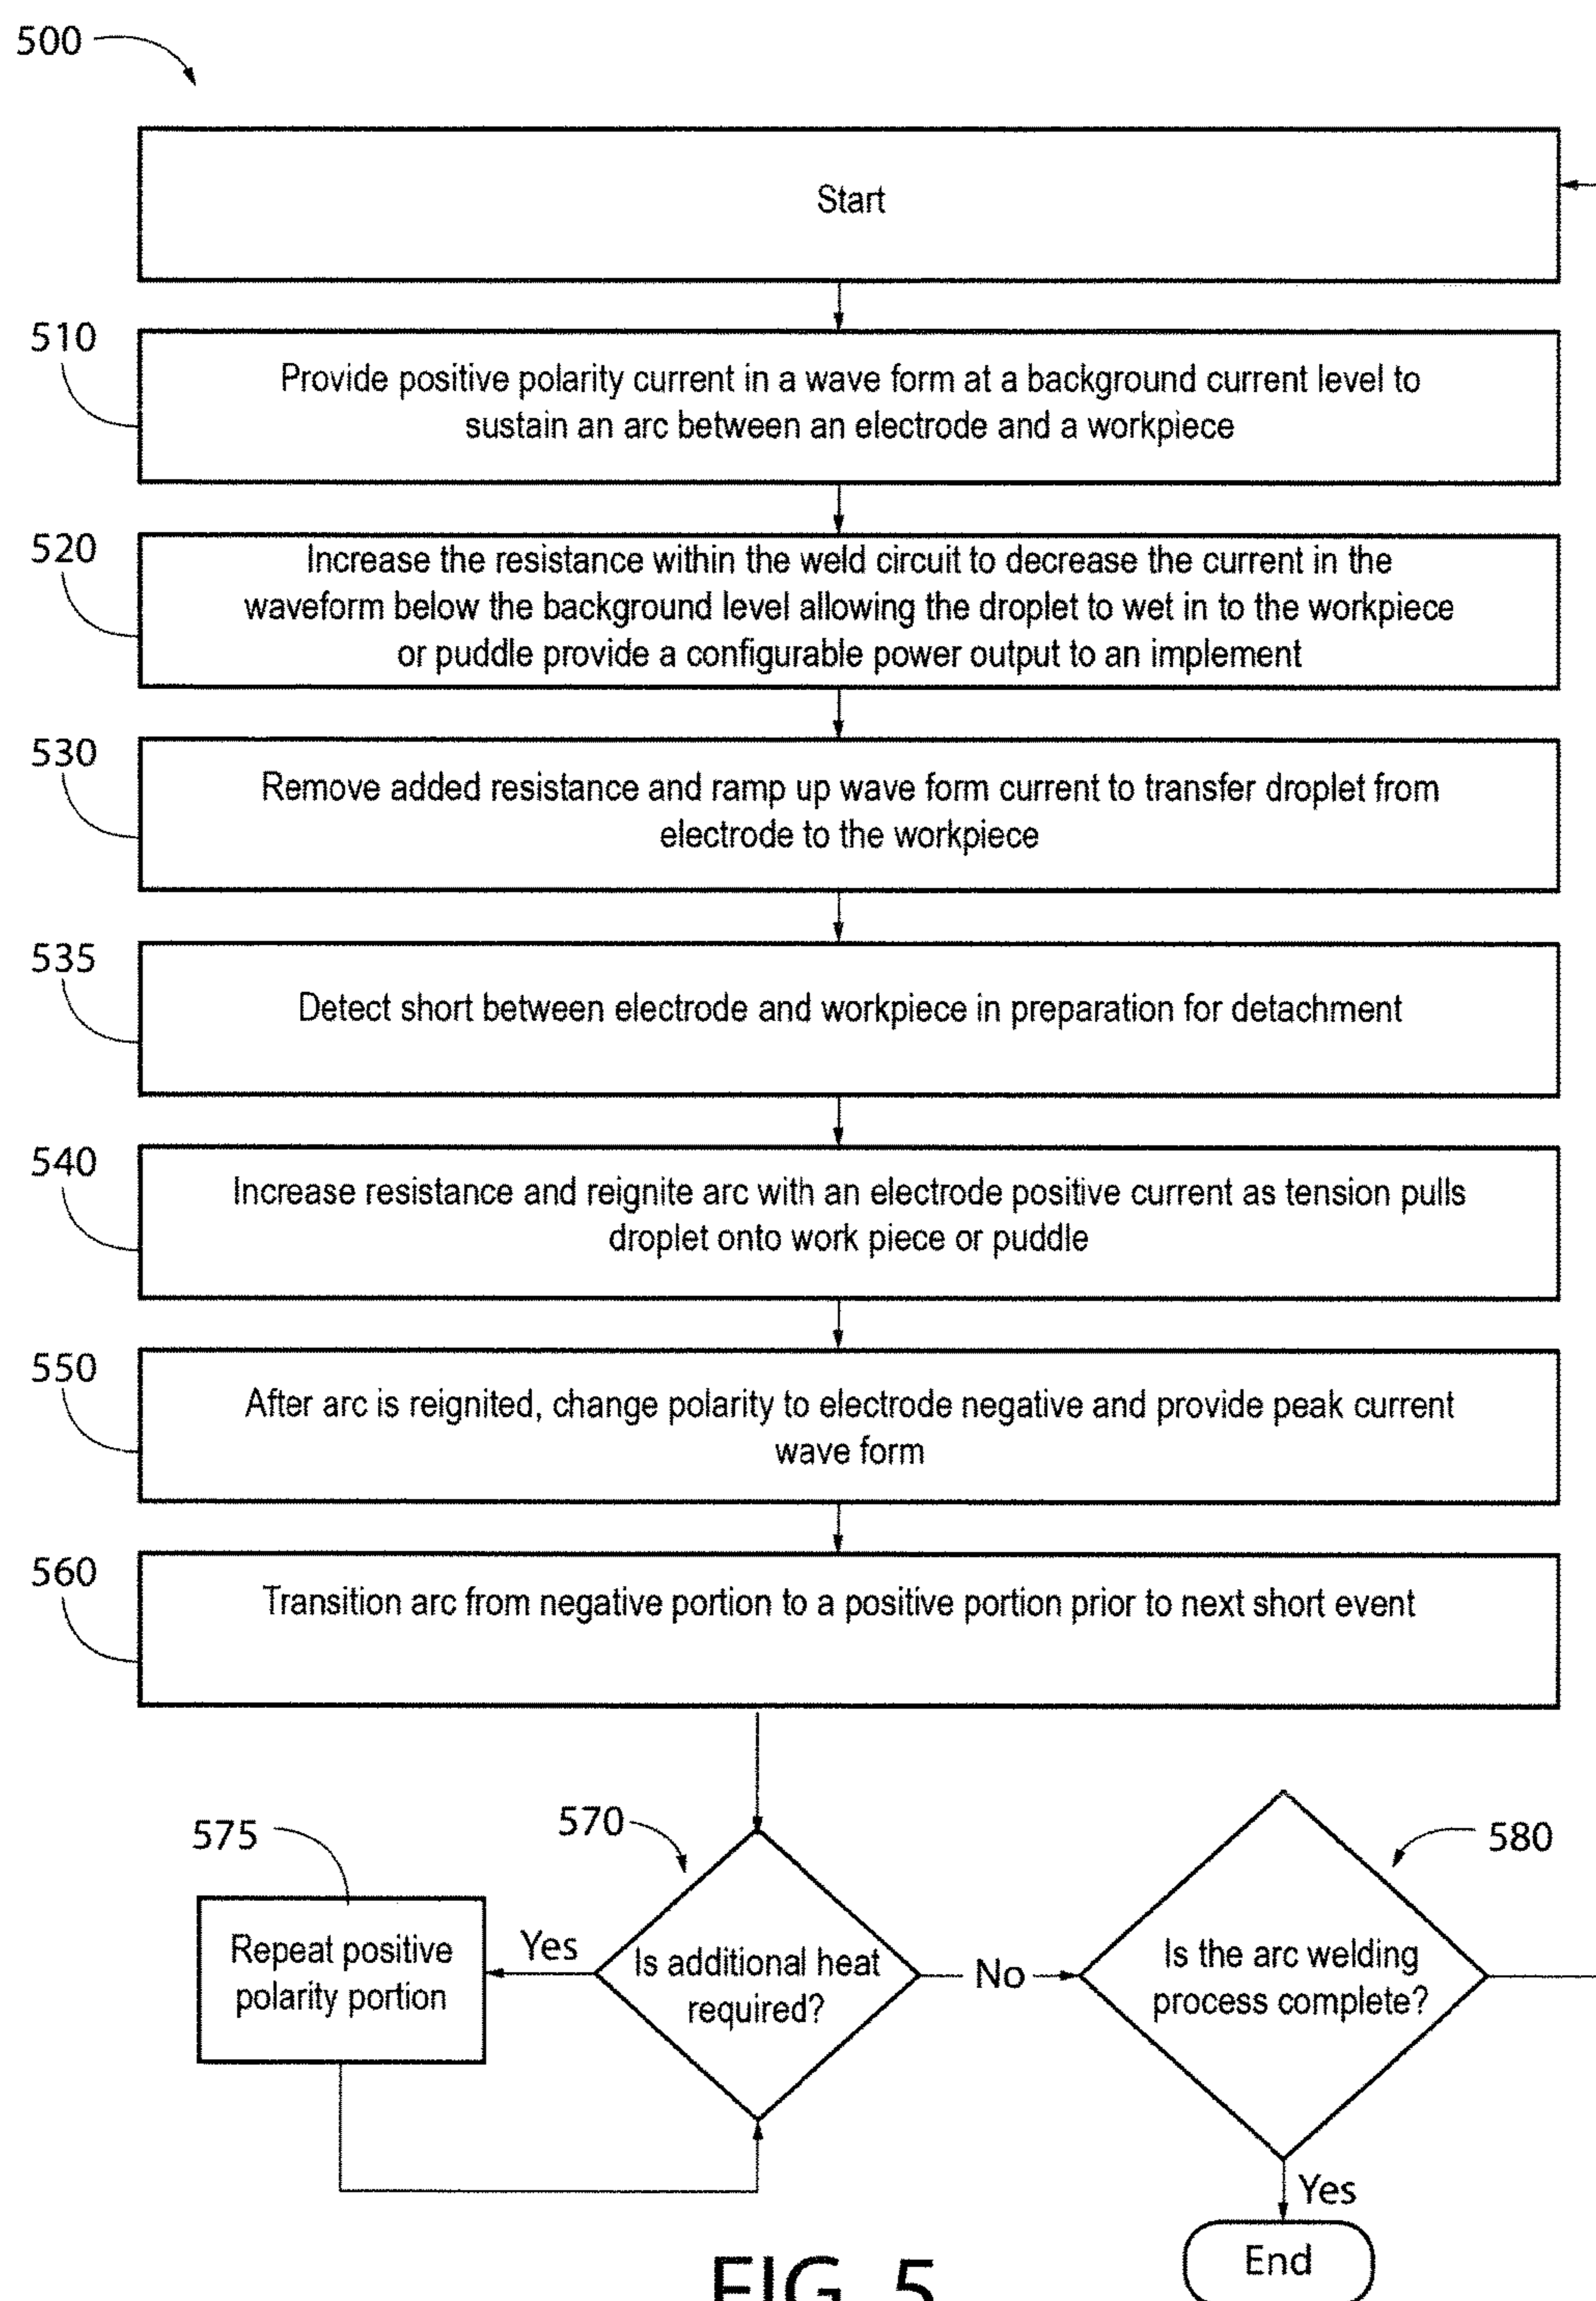 500
Start
510
Provide positive polarity current in a wave form at a background current level to
sustain an arc between an electrode and a workpiece
520
Increase the resistance within the weld circuit to decrease the current in the
waveform below the background level allowing the droplet to wet in to the workpiece
or puddle provide a configurable power output to an implement
530
Remove added resistance and ramp up wave form current to transfer droplet from
electrode to the workpiece
535
Detect short between electrode and workpiece in preparation for detachment
540
Increase resistance and reignite arc with an electrode positive current as tension pulls
droplet onto work piece or puddle
550
After arc is reignited, change polarity to electrode negative and provide peak current
wave form
560
Transition arc from negative portion to a positive portion prior to next short event
575
Repeat positive
polarity portion
Yes
570
Is additional heat
required?
No
580
Is the arc welding
process complete?
Yes
End
FIG. 5